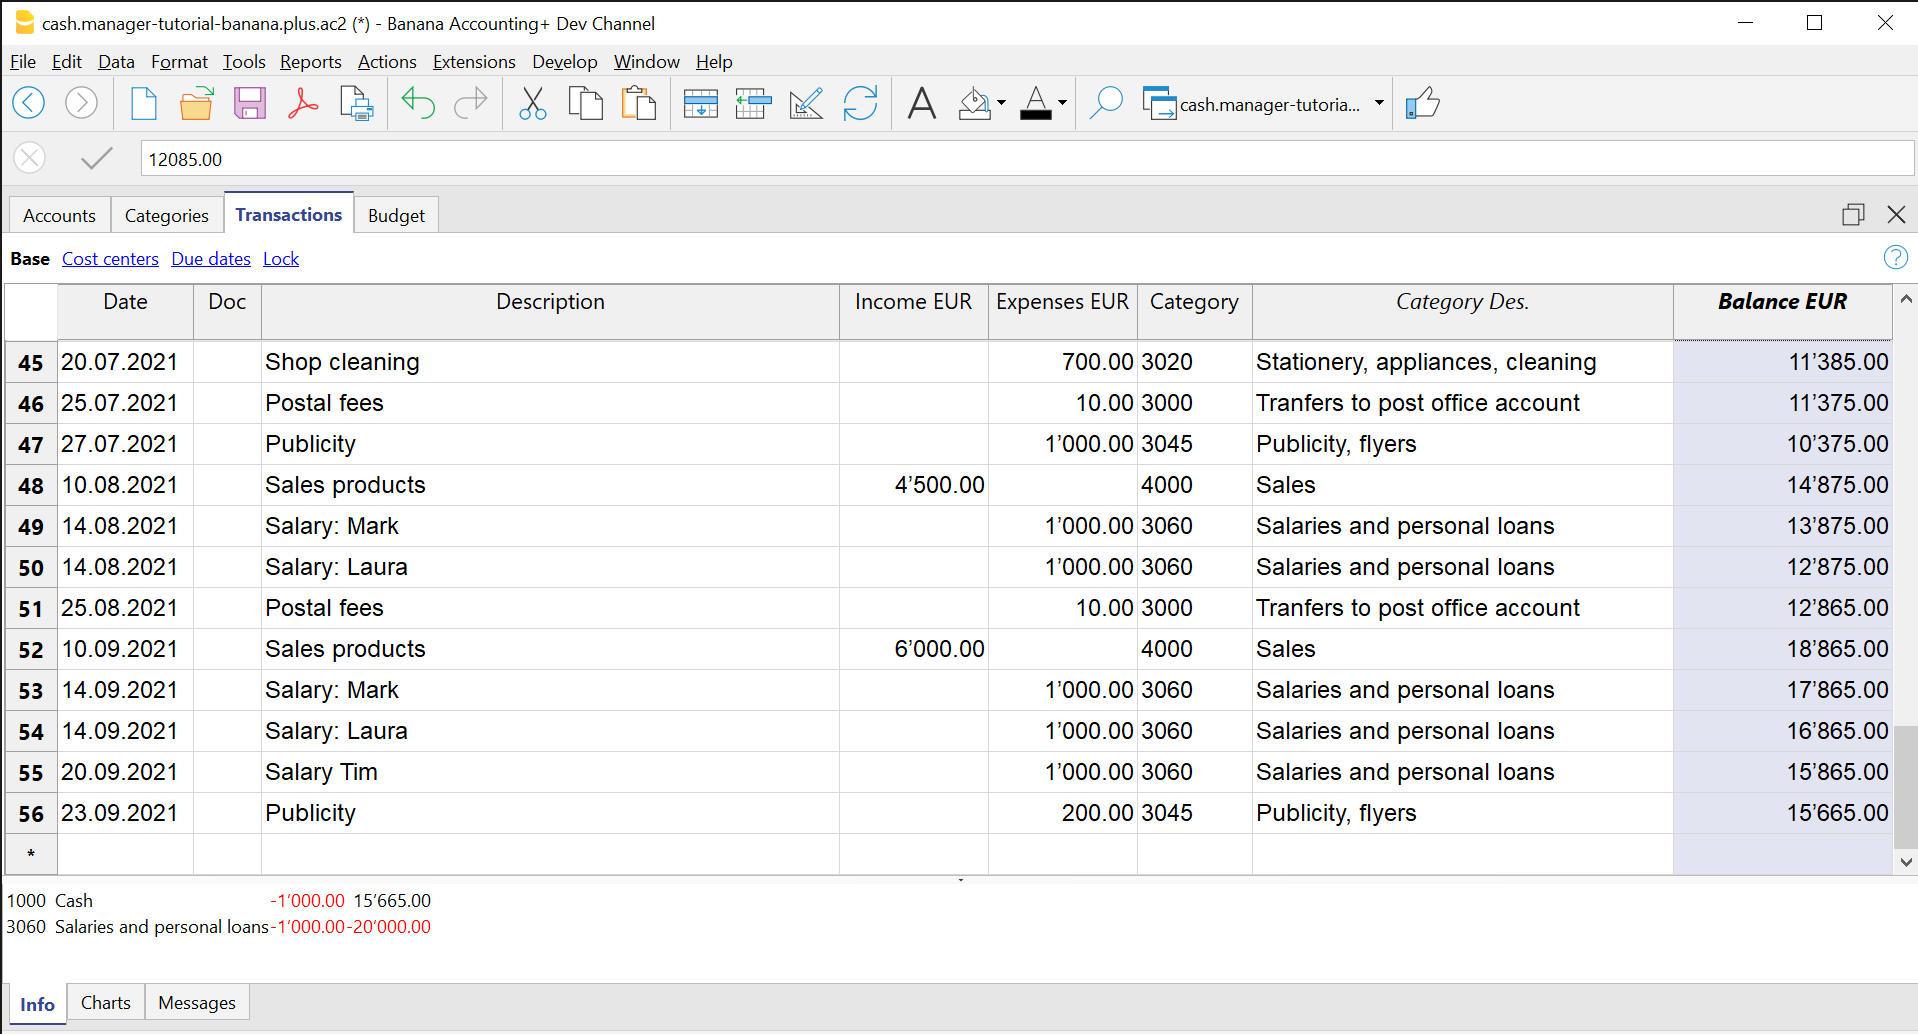 cash.manager-tutorial-banana.plus.ac2 (*) - Banana Accounting+ Dev Channel
File Edit Data Format Tools Reports Actions Extensions Develop Window Help
cash.manager-tutoria...
12085.00
Accounts Categories Transactions Budget
Base Cost centers Due dates Lock
Date Doc Description Income EUR Expenses EUR Category Category Des. Balance EUR
45 20.07.2021 Shop cleaning 700.00 3020 Stationery, appliances, cleaning 11’385.00
46 25.07.2021 Postal fees 10.00 3000 Tranfers to post office account 11’375.00
47 27.07.2021 Publicity 1’000.00 3045 Publicity, flyers 10’375.00
48 10.08.2021 Sales products 4’500.00 4000 Sales 14’875.00
49 14.08.2021 Salary: Mark 1’000.00 3060 Salaries and personal loans 13’875.00
50 14.08.2021 Salary: Laura 1’000.00 3060 Salaries and personal loans 12’875.00
51 25.08.2021 Postal fees 10.00 3000 Tranfers to post office account 12’865.00
52 10.09.2021 Sales products 6’000.00 4000 Sales 18’865.00
53 14.09.2021 Salary: Mark 1’000.00 3060 Salaries and personal loans 17’865.00
54 14.09.2021 Salary: Laura 1’000.00 3060 Salaries and personal loans 16’865.00
55 20.09.2021 Salary Tim 1’000.00 3060 Salaries and personal loans 15’865.00
56 23.09.2021 Publicity 200.00 3045 Publicity, flyers 15’665.00
*
1000 Cash -1’000.00 15’665.00
3060 Salaries and personal loans -1’000.00 -20’000.00
Info Charts Messages